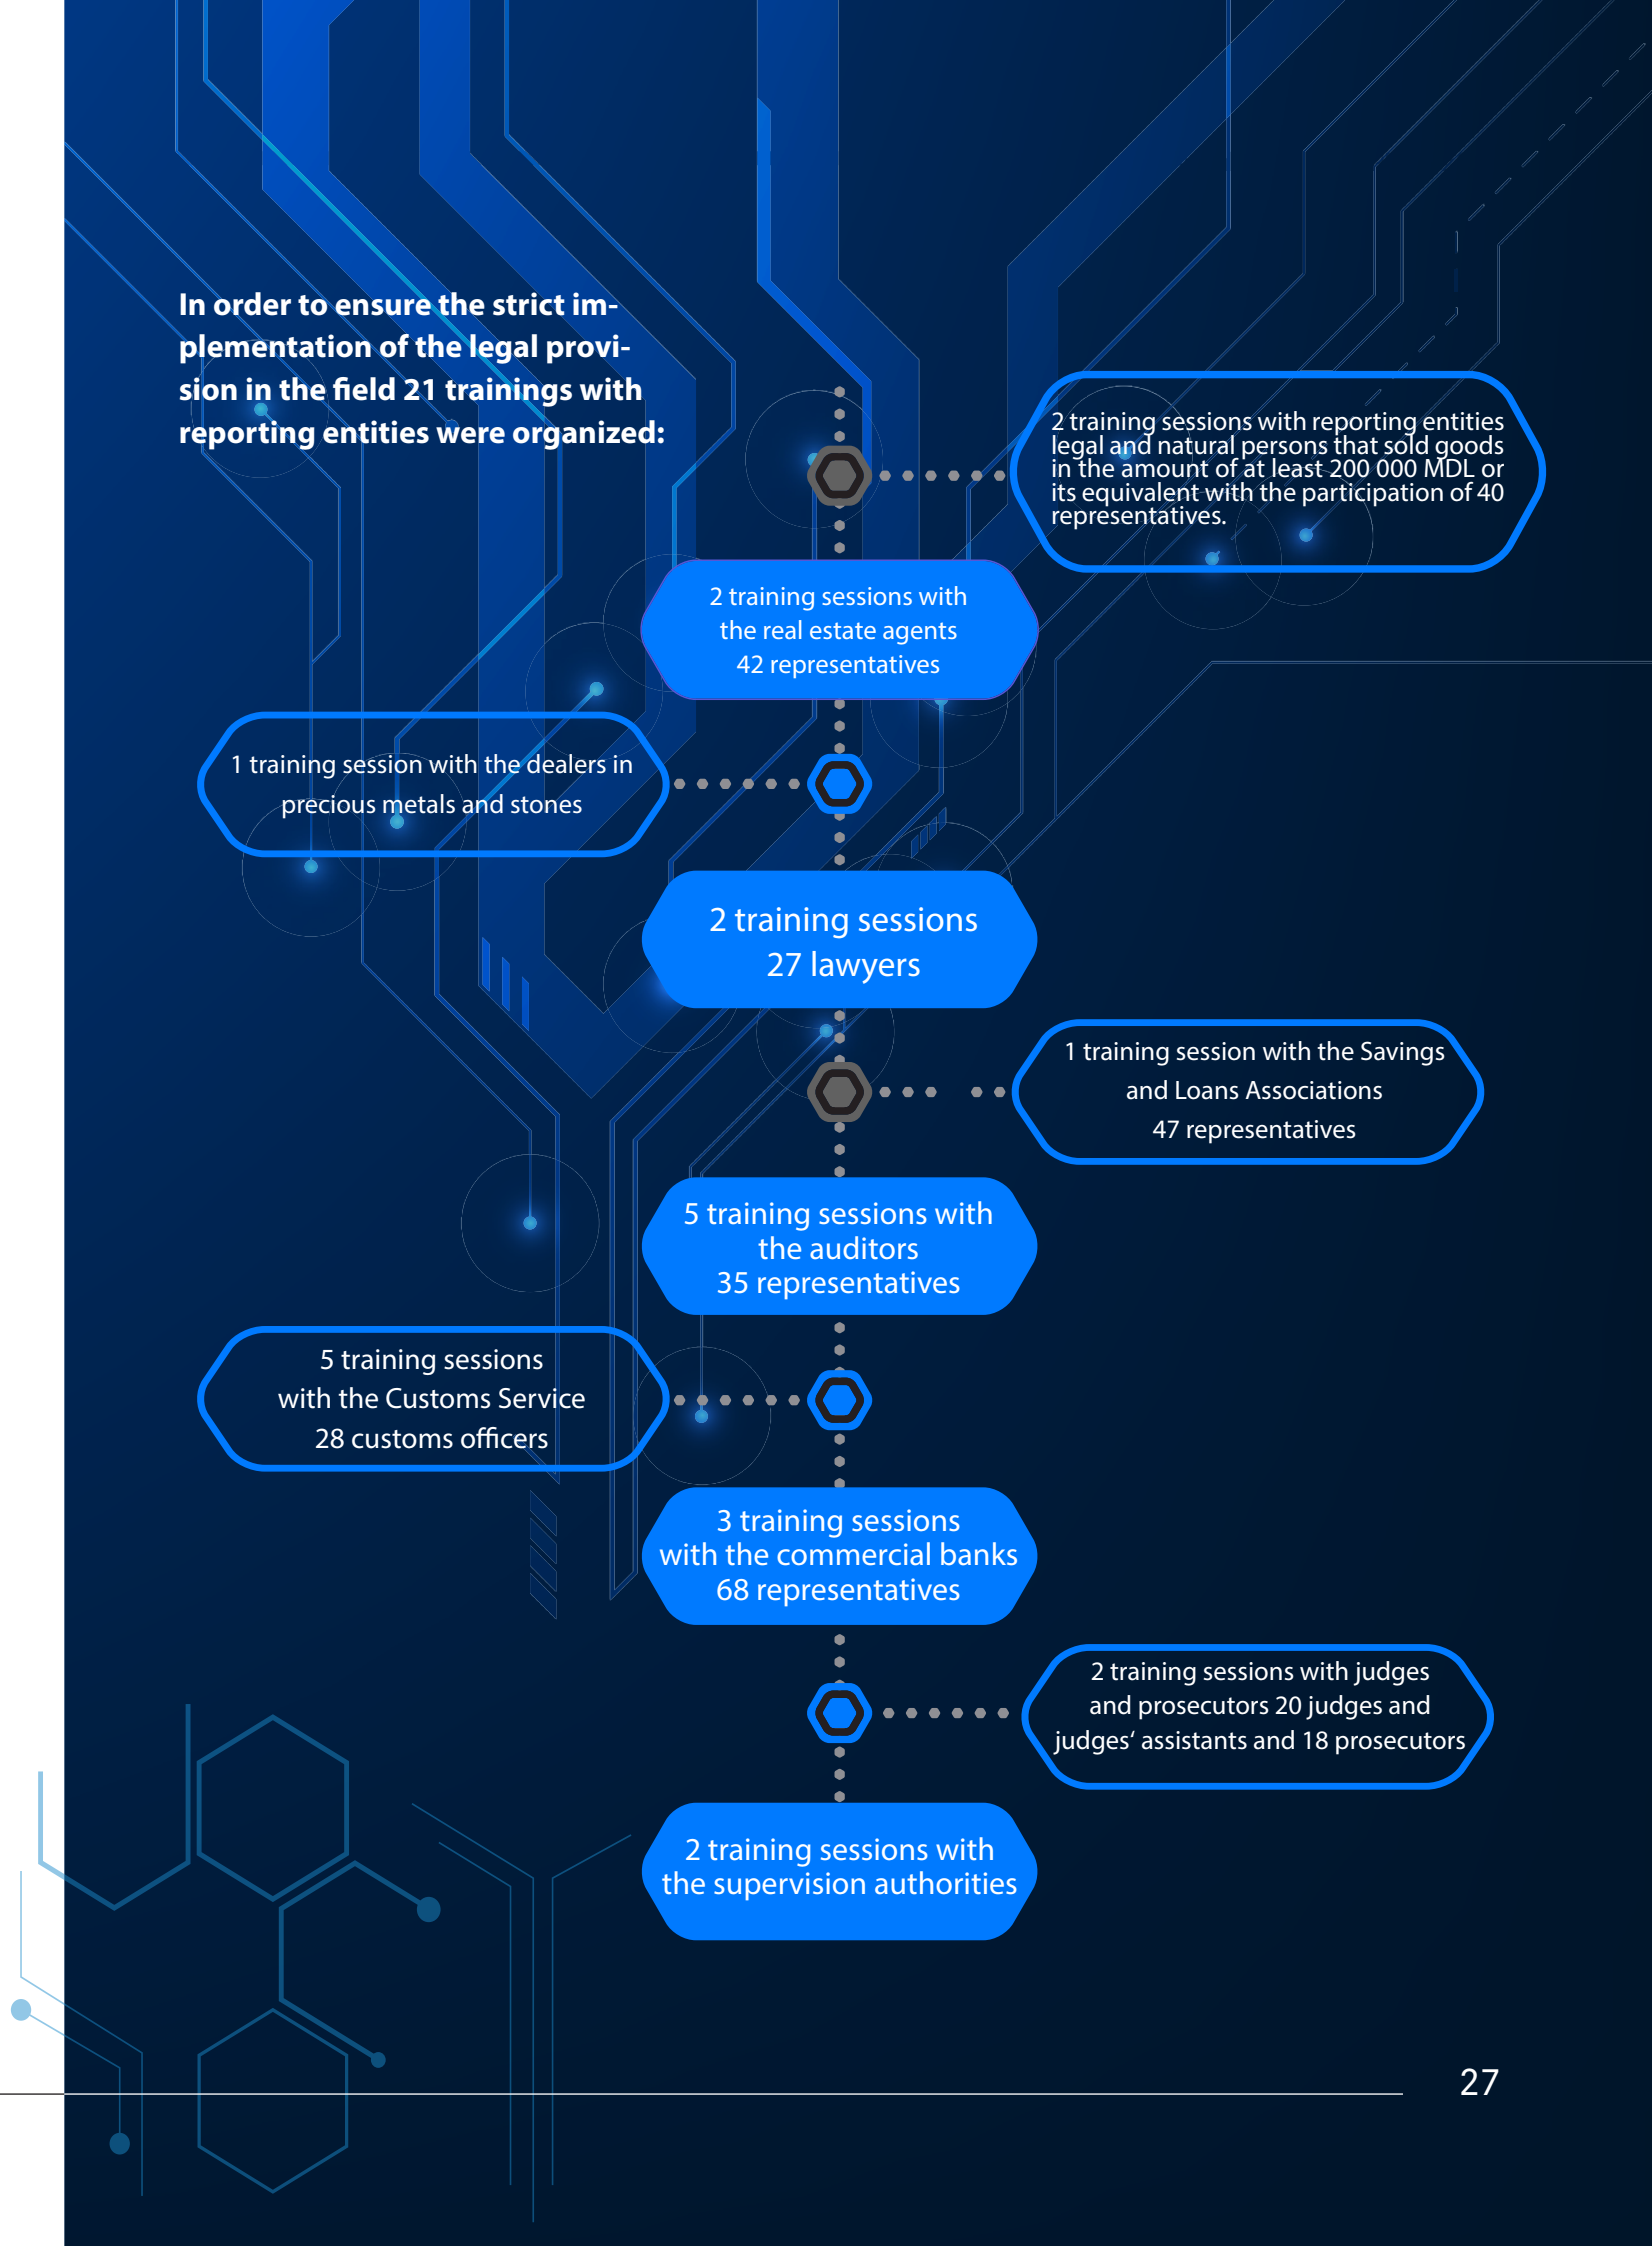 In order to ensure the strict im-
plementation of the legal provi-
sion in the field 21 trainings with
reporting entities were organized:
2 training sessions with reporting entities
legal and natural persons that sold goods
in the amount of at least 200 000 MDL or
its equivalent with the participation of 40
representatives.
2 training sessions with
the real estate agents
42 representatives
1 training session with the dealers in
precious metals and stones
2 training sessions
27 lawyers
1 training session with the Savings
and Loans Associations
47 representatives
5 training sessions with
the auditors
35 representatives
5 training sessions
with the Customs Service
28 customs officers
3 training sessions
with the commercial banks
68 representatives
2 training sessions with judges
and prosecutors 20 judges and
judges‘ assistants and 18 prosecutors
2 training sessions with
the supervision authorities
27